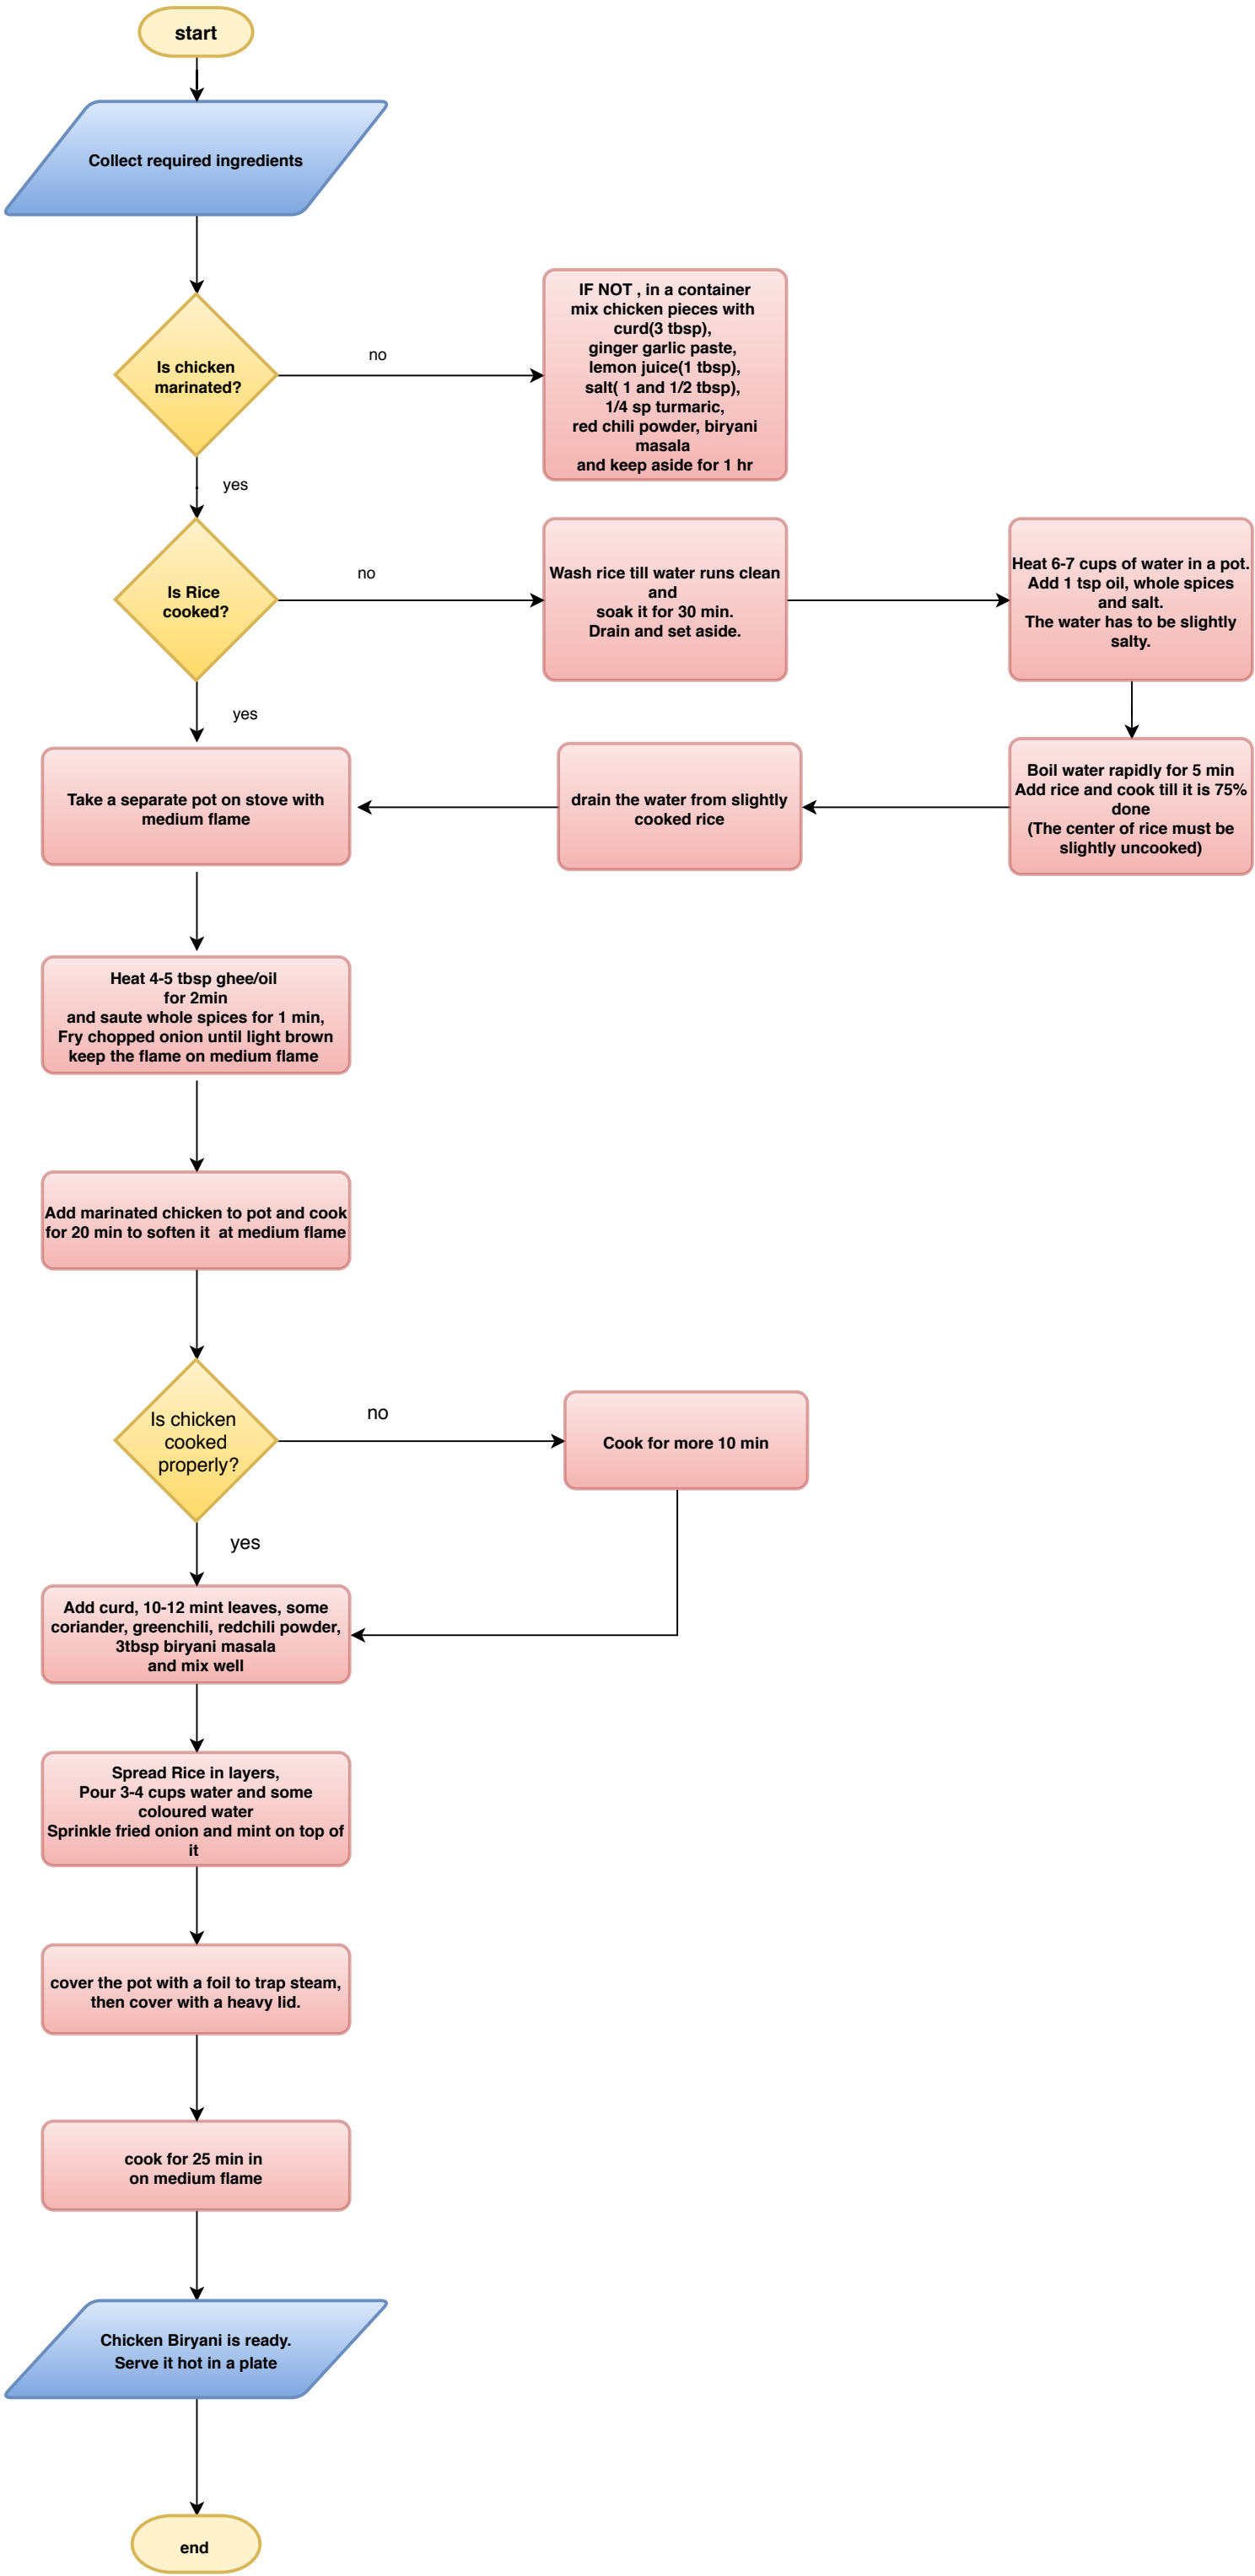 start
Collect required ingredients
Is chicken
marinated?
no
IF NOT , in a container
mix chicken pieces with
curd(3 tbsp),
ginger garlic paste,
lemon juice(1 tbsp),
salt( 1 and 1/2 tbsp),
1/4 sp turmaric,
red chili powder, biryani
masala
and keep aside for 1 hr
yes
Is Rice
cooked?
no
Wash rice till water runs clean
and
soak it for 30 min.
Drain and set aside.
Heat 6-7 cups of water in a pot.
Add 1 tsp oil, whole spices
and salt.
The water has to be slightly
salty.
yes
Boil water rapidly for 5 min
Add rice and cook till it is 75%
done
(The center of rice must be
slightly uncooked)
drain the water from slightly
cooked rice
Take a separate pot on stove with
medium flame
Heat 4-5 tbsp ghee/oil
for 2min
and saute whole spices for 1 min,
Fry chopped onion until light brown
keep the flame on medium flame
Add marinated chicken to pot and cook
for 20 min to soften it  at medium flame
Is chicken
cooked
properly?
no
Cook for more 10 min
yes
Add curd, 10-12 mint leaves, some
coriander, greenchili, redchili powder,
3tbsp biryani masala
and mix well
Spread Rice in layers,
Pour 3-4 cups water and some
coloured water
Sprinkle fried onion and mint on top of
it
cover the pot with a foil to trap steam,
then cover with a heavy lid.
cook for 25 min in
on medium flame
Chicken Biryani is ready.
Serve it hot in a plate
end